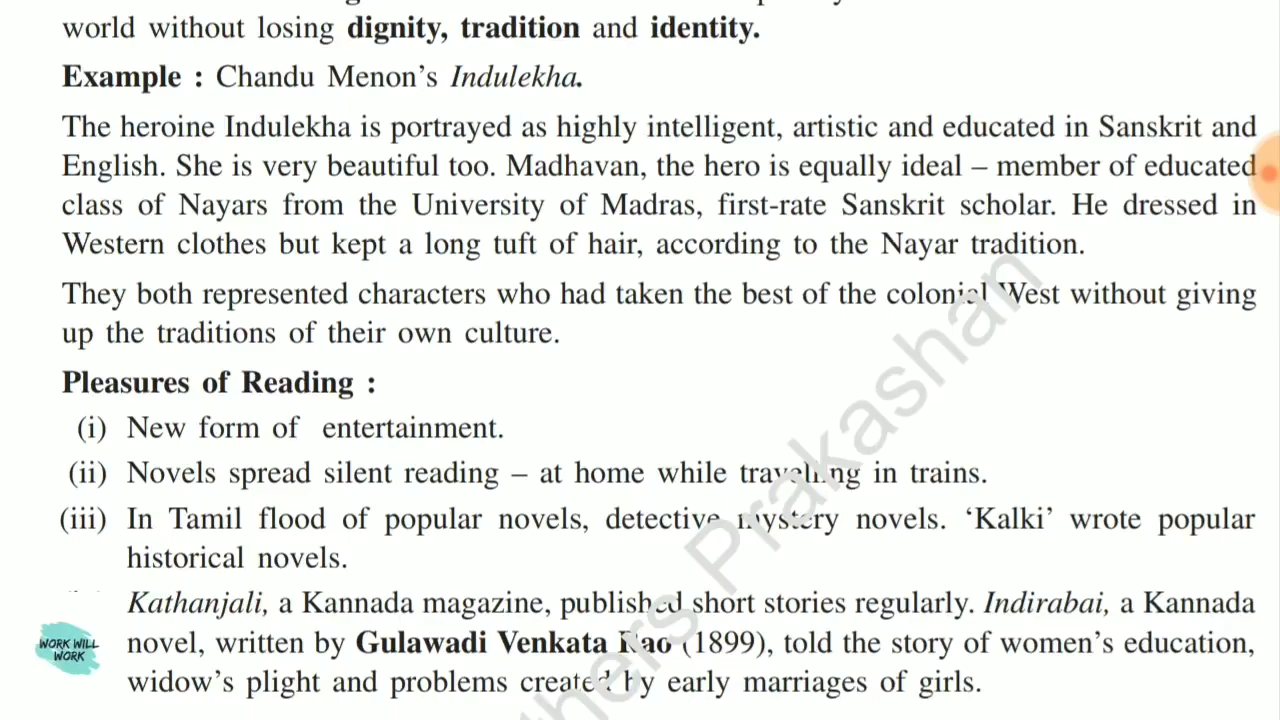 world without losing dignity, tradition and identity.
Example : Chandu Menon's Indulekha.
The heroine Indulekha is portrayed as highly intelligent, artistic and educated in Sanskrit and
English. She is very beautiful too. Madhavan, the hero is equally ideal – member of educated
class of Nayars from the University of Madras, first-rate Sanskrit scholar. He dressed in
Western clothes but kept a long tuft of hair, according to the Nayar tradition.
They both represented characters who had taken the best of the colonial West without giving
up the traditions of their own culture.
Pleasures of Reading :
(i) New form of entertainment.
(ii) Novels spread silent reading – at home while travelling in trains.
(iii) In Tamil flood of popular novels, detective mystery novels. 'Kalki' wrote popular
historical novels.
Kathanjali, a Kannada magazine, published short stories regularly. Indirabai, a Kannada
novel, written by Gulawadi Venkata Rao (1899), told the story of women's education,
widow's plight and problems created by early marriages of girls.
WORK WILL
WORK
Prakashan